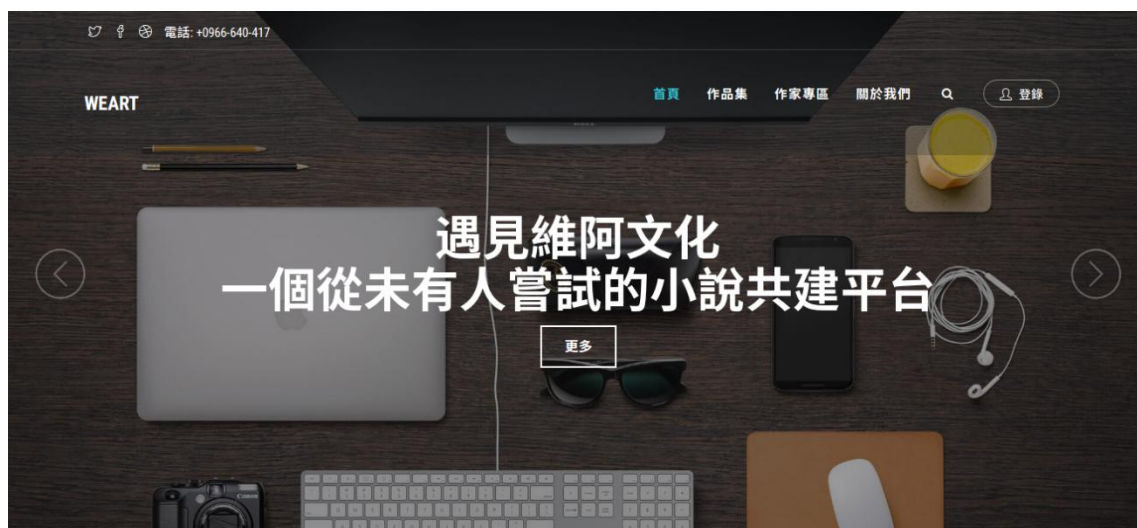 電話: +0966-640-417
WEART
首頁 作品集 作家專區 關於我們 登錄
遇見維阿文化
一個從未有人嘗試的小說共建平台
更多
Canon